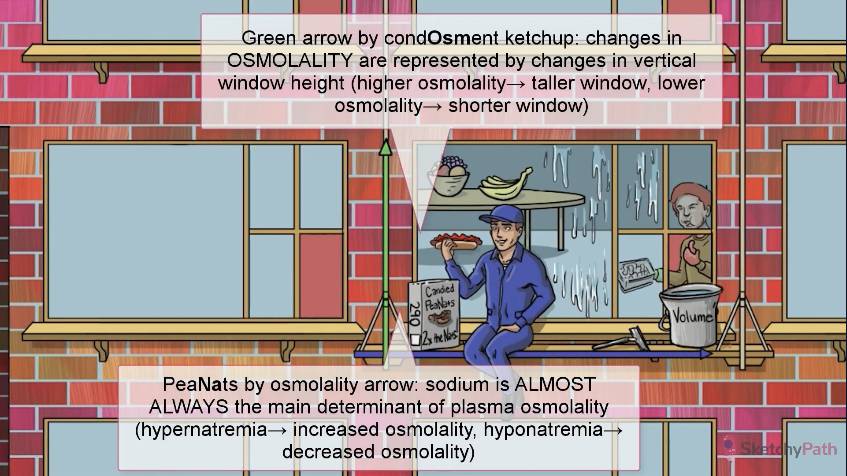 Green arrow by condOsment ketchup: changes in
OSMOLALITY are represented by changes in vertical
window height (higher osmolality→ taller window, lower
osmolality→ shorter window)
290
Candied
PeaNats
2x the Nats
Volume
PeaNats by osmolality arrow: sodium is ALMOST
ALWAYS the main determinant of plasma osmolality
(hypernatremia→ increased osmolality, hyponatremia→
decreased osmolality)
SketchyPath